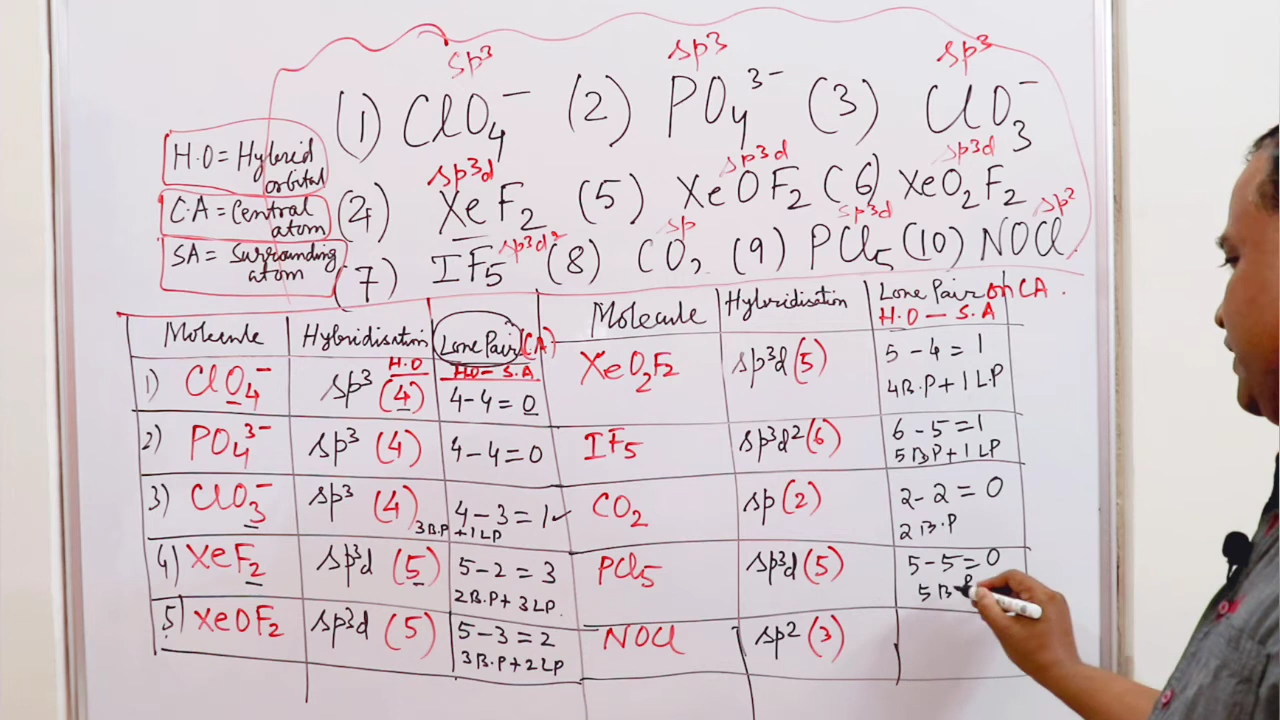 sp³ sp³ sp³
(1) ClO₄⁻ (2) PO₄³⁻ (3) ClO₃⁻
H.O = Hybrid orbital
C.A = Central atom
SA = Surrounding atom
sp³d sp³d sp³d
(4) XeF₂ (5) XeOF₂ (6) XeO₂F₂
sp³d² sp sp³d sp²
(7) IF₅ (8) CO₂ (9) PCl₅ (10) NOCl
Molecule Hybridisation Lone Pair (CA)
H.O H.O – S.A
1) ClO₄⁻ sp³ (4) 4 – 4 = 0
2) PO₄³⁻ sp³ (4) 4 – 4 = 0
3) ClO₃⁻ sp³ (4) 4 – 3 = 1 ✓
3B.P + 1LP
4) XeF₂ sp³d (5) 5 – 2 = 3
2B.P + 3LP.
5) XeOF₂ sp³d (5) 5 – 3 = 2
3B.P + 2LP
Molecule Hybridisation Lone Pair on CA.
H.O – S.A
XeO₂F₂ sp³d (5) 5 – 4 = 1
4B.P + 1L.P
IF₅ sp³d² (6) 6 – 5 = 1
5B.P + 1LP
CO₂ sp (2) 2 – 2 = 0
2B.P
PCl₅ sp³d (5) 5 – 5 = 0
5B
NOCl sp² (3)